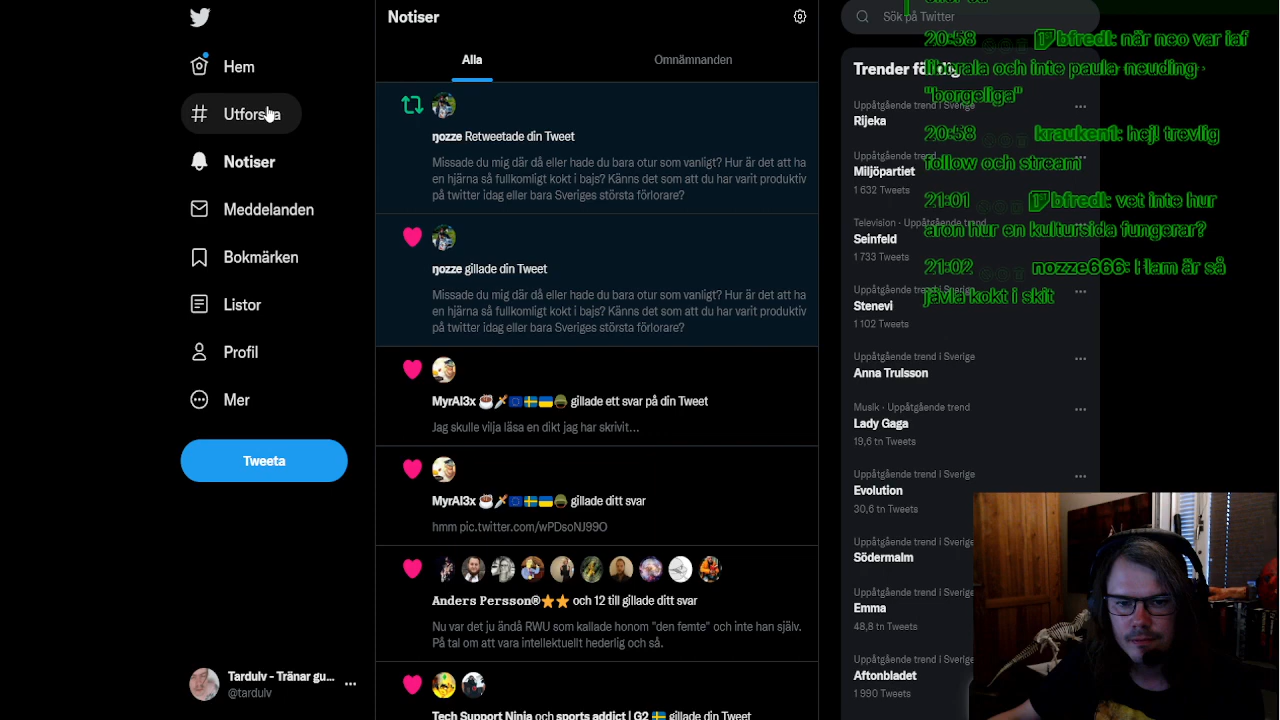 Hem
Utforska
Notiser
Meddelanden
Bokmärken
Listor
Profil
Mer
Tweeta
Tardulv - Tränar gu...
@tardulv
Notiser
Alla
Omnämnanden
ŋozze Retweetade din Tweet
Missade du mig där då eller hade du bara otur som vanligt? Hur är det att ha
en hjärna så fullkomligt kokt i bajs? Känns det som att du har varit produktiv
på twitter idag eller bara Sveriges största förlorare?
ŋozze gillade din Tweet
Missade du mig där då eller hade du bara otur som vanligt? Hur är det att ha
en hjärna så fullkomligt kokt i bajs? Känns det som att du har varit produktiv
på twitter idag eller bara Sveriges största förlorare?
MyrAl3x ☕🗡️🇪🇺🇸🇪🇺🇦🪖 gillade ett svar på din Tweet
Jag skulle vilja läsa en dikt jag har skrivit...
MyrAl3x ☕🗡️🇪🇺🇸🇪🇺🇦🪖 gillade ditt svar
hmm pic.twitter.com/wPDsoNJ99O
𝐀𝐧𝐝𝐞𝐫𝐬 𝐏𝐞𝐫𝐬𝐬𝐨𝐧®⭐⭐ och 12 till gillade ditt svar
Nu var det ju ändå RWU som kallade honom "den femte" och inte han själv.
På tal om att vara intellektuellt hederlig och så.
Tech Support Ninja och sports addict | G2 🇸🇪 gillade din Tweet
Sök på Twitter
Trender för dig
Uppåtgående trend i Sverige
Rijeka
Uppåtgående trend
Miljöpartiet
1 632 Tweets
Television · Uppåtgående trend
Seinfeld
1 733 Tweets
Uppåtgående trend i Sverige
Stenevi
1 102 Tweets
Uppåtgående trend i Sverige
Anna Trulsson
Musik · Uppåtgående trend
Lady Gaga
19,6 tn Tweets
Uppåtgående trend i Sverige
Evolution
30,6 tn Tweets
Uppåtgående trend i Sverige
Södermalm
Uppåtgående trend i Sverige
Emma
48,8 tn Tweets
Uppåtgående trend i Sverige
Aftonbladet
1 990 Tweets
20:58 bfredl: när neo var iaf
liberala och inte paula neuding
"borgeliga"
20:58 krauken1: hej! trevlig
follow och stream
21:01 bfredl: vet inte hur
aron hur en kultursida fungerar?
21:02 nozze666: Ham är så
jävla kokt i skit